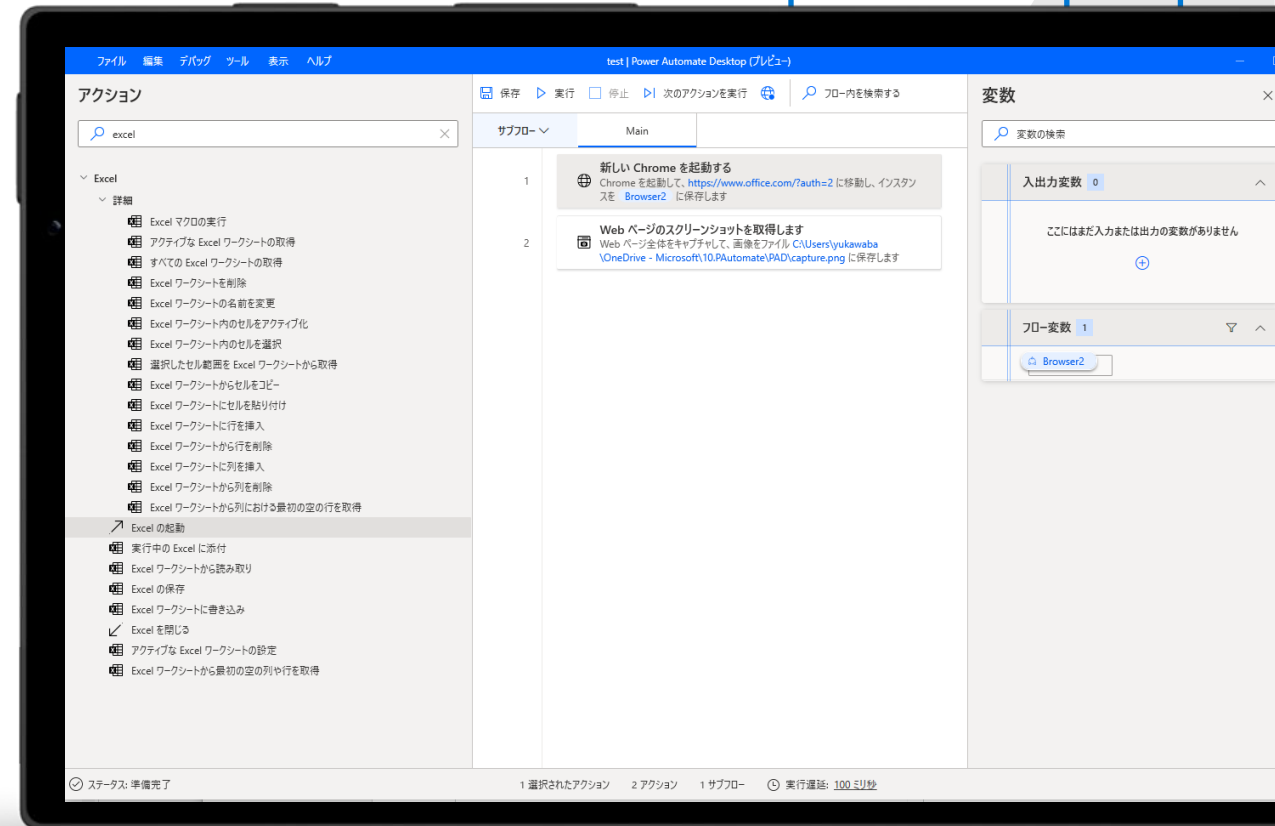 ファイル 編集 デバッグ ツール 表示 ヘルプ
test | Power Automate Desktop (プレビュー)
アクション
excel
Excel
詳細
Excel マクロの実行
アクティブな Excel ワークシートの取得
すべての Excel ワークシートの取得
Excel ワークシートを削除
Excel ワークシートの名前を変更
Excel ワークシート内のセルをアクティブ化
Excel ワークシート内のセルを選択
選択したセル範囲を Excel ワークシートから取得
Excel ワークシートからセルをコピー
Excel ワークシートにセルを貼り付け
Excel ワークシートに行を挿入
Excel ワークシートから行を削除
Excel ワークシートに列を挿入
Excel ワークシートから列を削除
Excel ワークシートから列における最初の空の行を取得
Excel の起動
実行中の Excel に添付
Excel ワークシートから読み取り
Excel の保存
Excel ワークシートに書き込み
Excel を閉じる
アクティブな Excel ワークシートの設定
Excel ワークシートから最初の空の列や行を取得
保存 実行 停止 次のアクションを実行 フロー内を検索する
サブフロー Main
1
新しい Chrome を起動する
Chrome を起動して、https://www.office.com/?auth=2 に移動し、インスタン
スを Browser2 に保存します
2
Web ページのスクリーンショットを取得します
Web ページ全体をキャプチャして、画像をファイル C:\Users\yukawaba
\OneDrive - Microsoft\10.PAutomate\PAD\capture.png に保存します
変数
変数の検索
入出力変数 0
ここにはまだ入力または出力の変数がありません
フロー変数 1
Browser2
ステータス: 準備完了 1 選択されたアクション 2 アクション 1 サブフロー 実行遅延: 100 ミリ秒